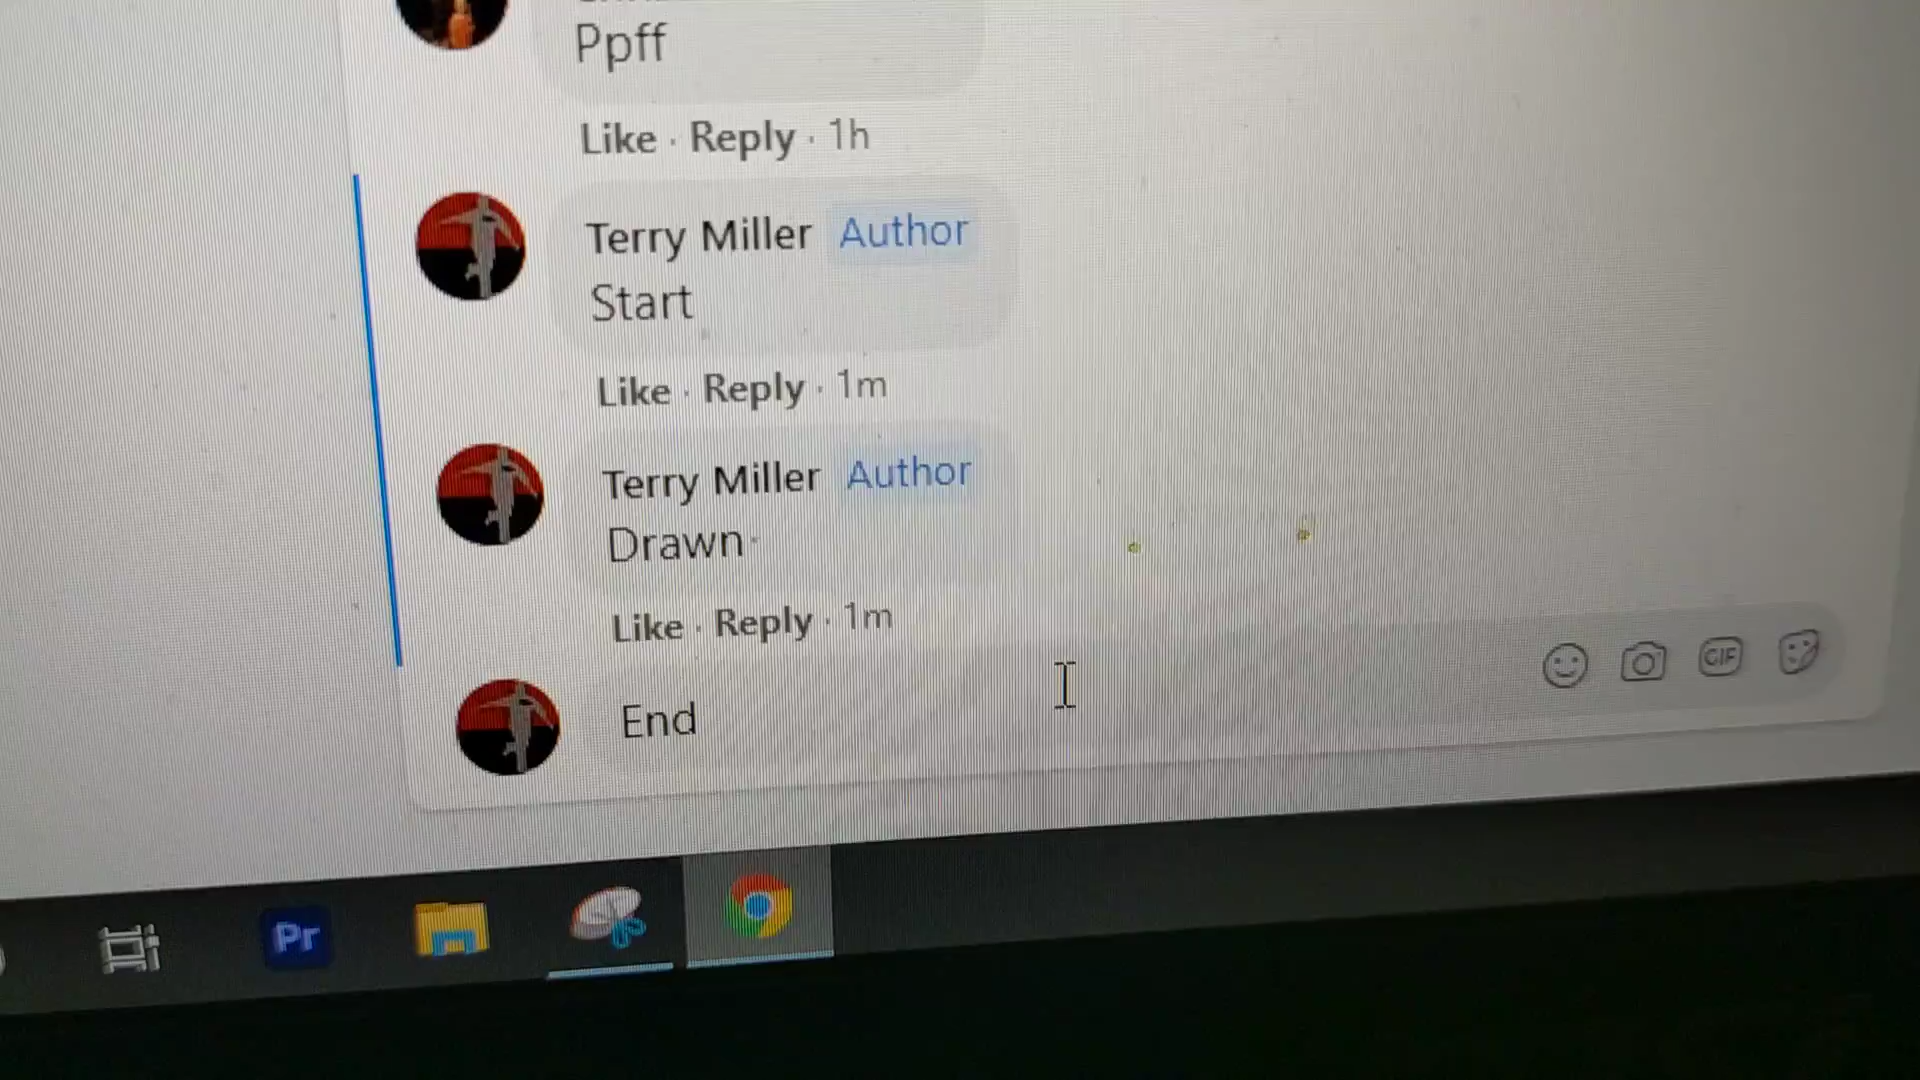 Ppff
Like · Reply · 1h
Terry Miller Author
Start
Like · Reply · 1m
Terry Miller Author
Drawn
Like · Reply · 1m
End
GIF
Pr